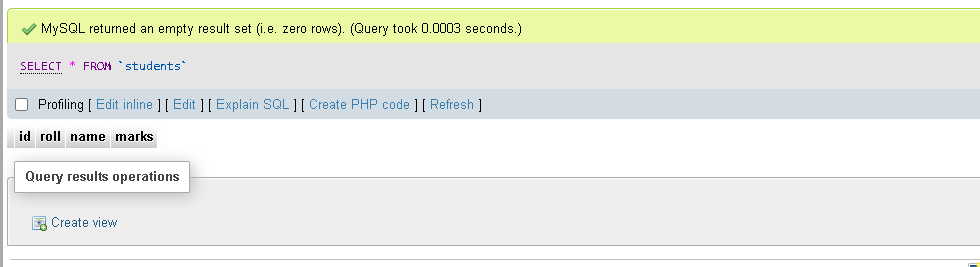 MySQL returned an empty result set (i.e. zero rows). (Query took 0.0003 seconds.)
SELECT * FROM `students`
Profiling [ Edit inline ] [ Edit ] [ Explain SQL ] [ Create PHP code ] [ Refresh ]
id roll name marks
Query results operations
Create view